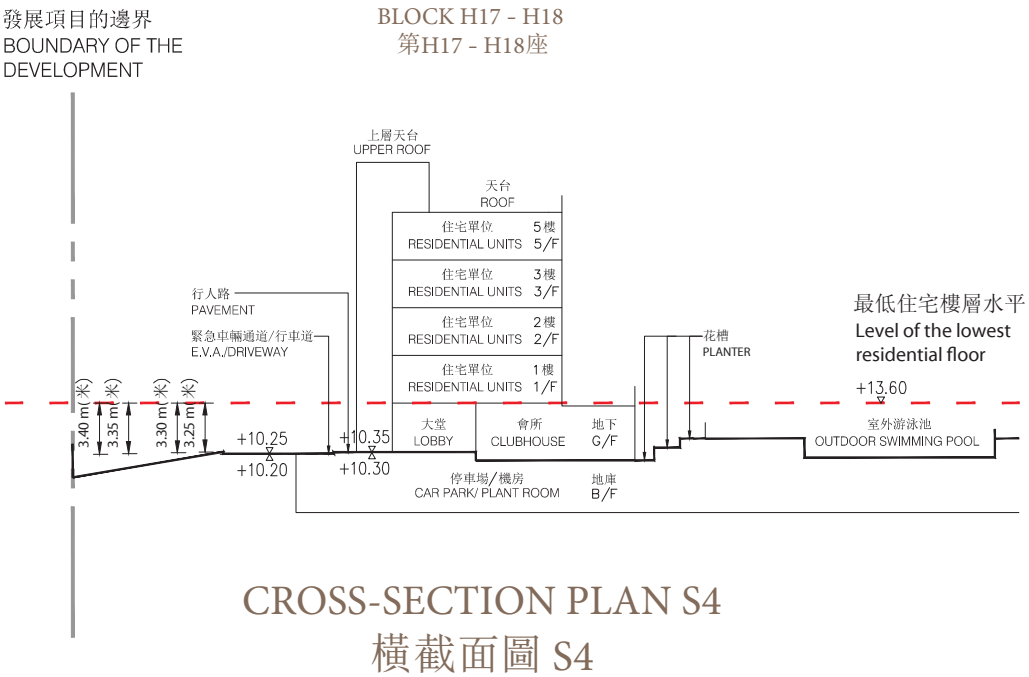 發展項目的邊界
BOUNDARY OF THE
DEVELOPMENT
BLOCK H17 - H18
第H17 - H18座
上層天台
UPPER ROOF
天台
ROOF
住宅單位 5樓
RESIDENTIAL UNITS 5/F
住宅單位 3樓
RESIDENTIAL UNITS 3/F
住宅單位 2樓
RESIDENTIAL UNITS 2/F
住宅單位 1樓
RESIDENTIAL UNITS 1/F
行人路
PAVEMENT
緊急車輛通道/行車道
E.V.A./DRIVEWAY
花槽
PLANTER
最低住宅樓層水平
Level of the lowest
residential floor
+13.60
3.40 m(米)
3.35 m(米)
3.30 m(米)
3.25 m(米)
+10.25
+10.20
+10.35
+10.30
大堂
LOBBY
會所
CLUBHOUSE
地下
G/F
室外游泳池
OUTDOOR SWIMMING POOL
停車場/機房
CAR PARK/ PLANT ROOM
地庫
B/F
CROSS-SECTION PLAN S4
橫截面圖 S4